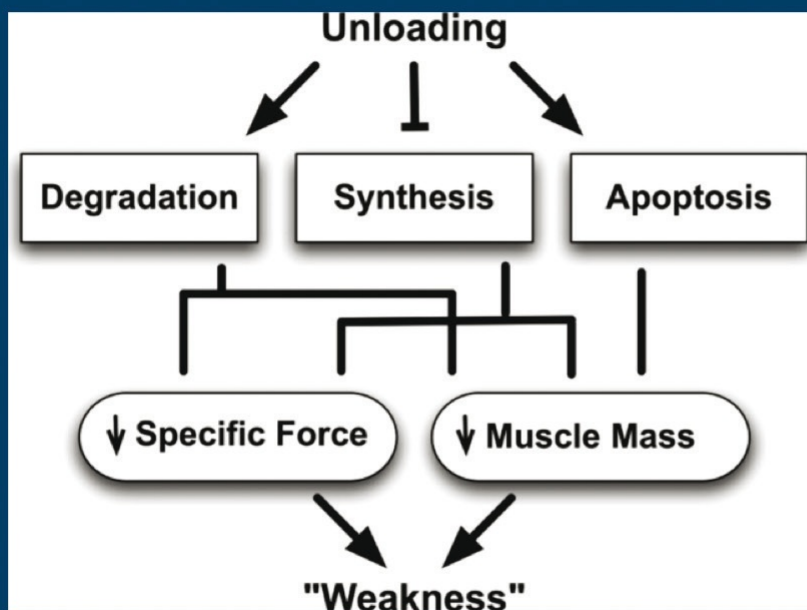 Unloading
Degradation
Synthesis
Apoptosis
↓ Specific Force
↓ Muscle Mass
"Weakness"